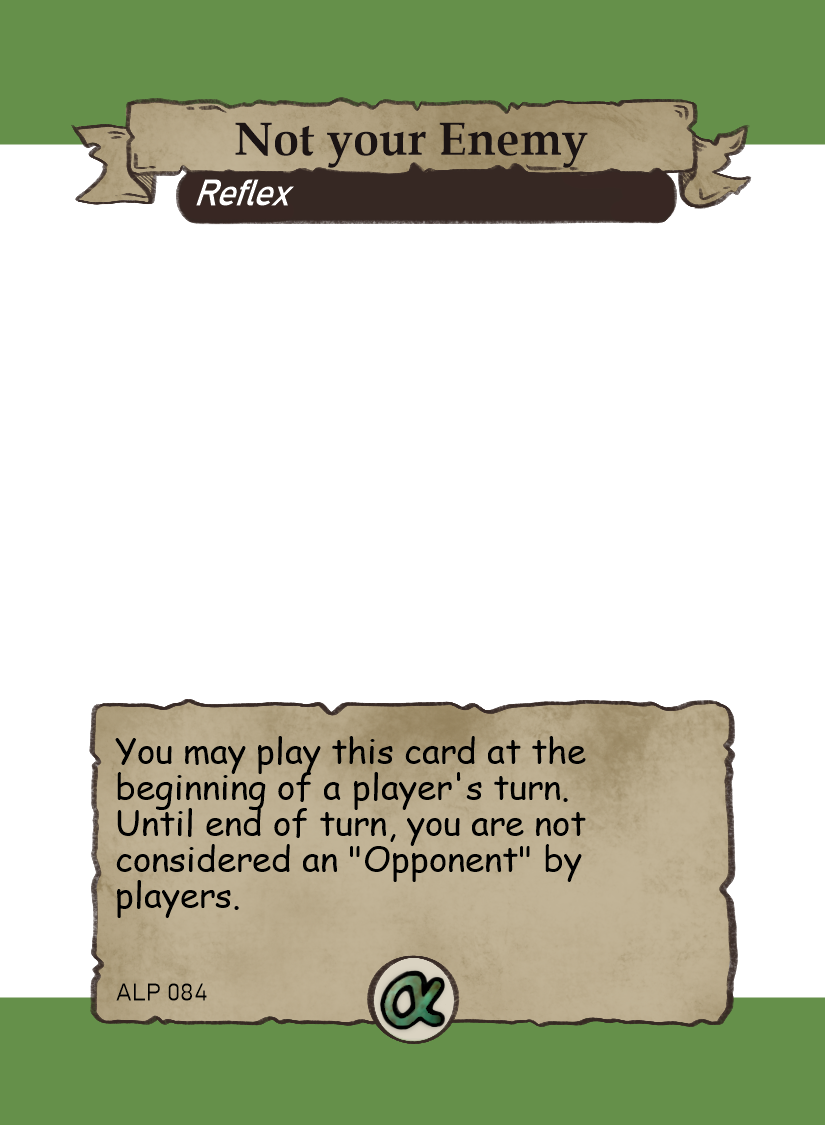 Not your Enemy
Reflex
You may play this card at the
beginning of a player's turn.
Until end of turn, you are not
considered an "Opponent" by
players.
ALP 084
α